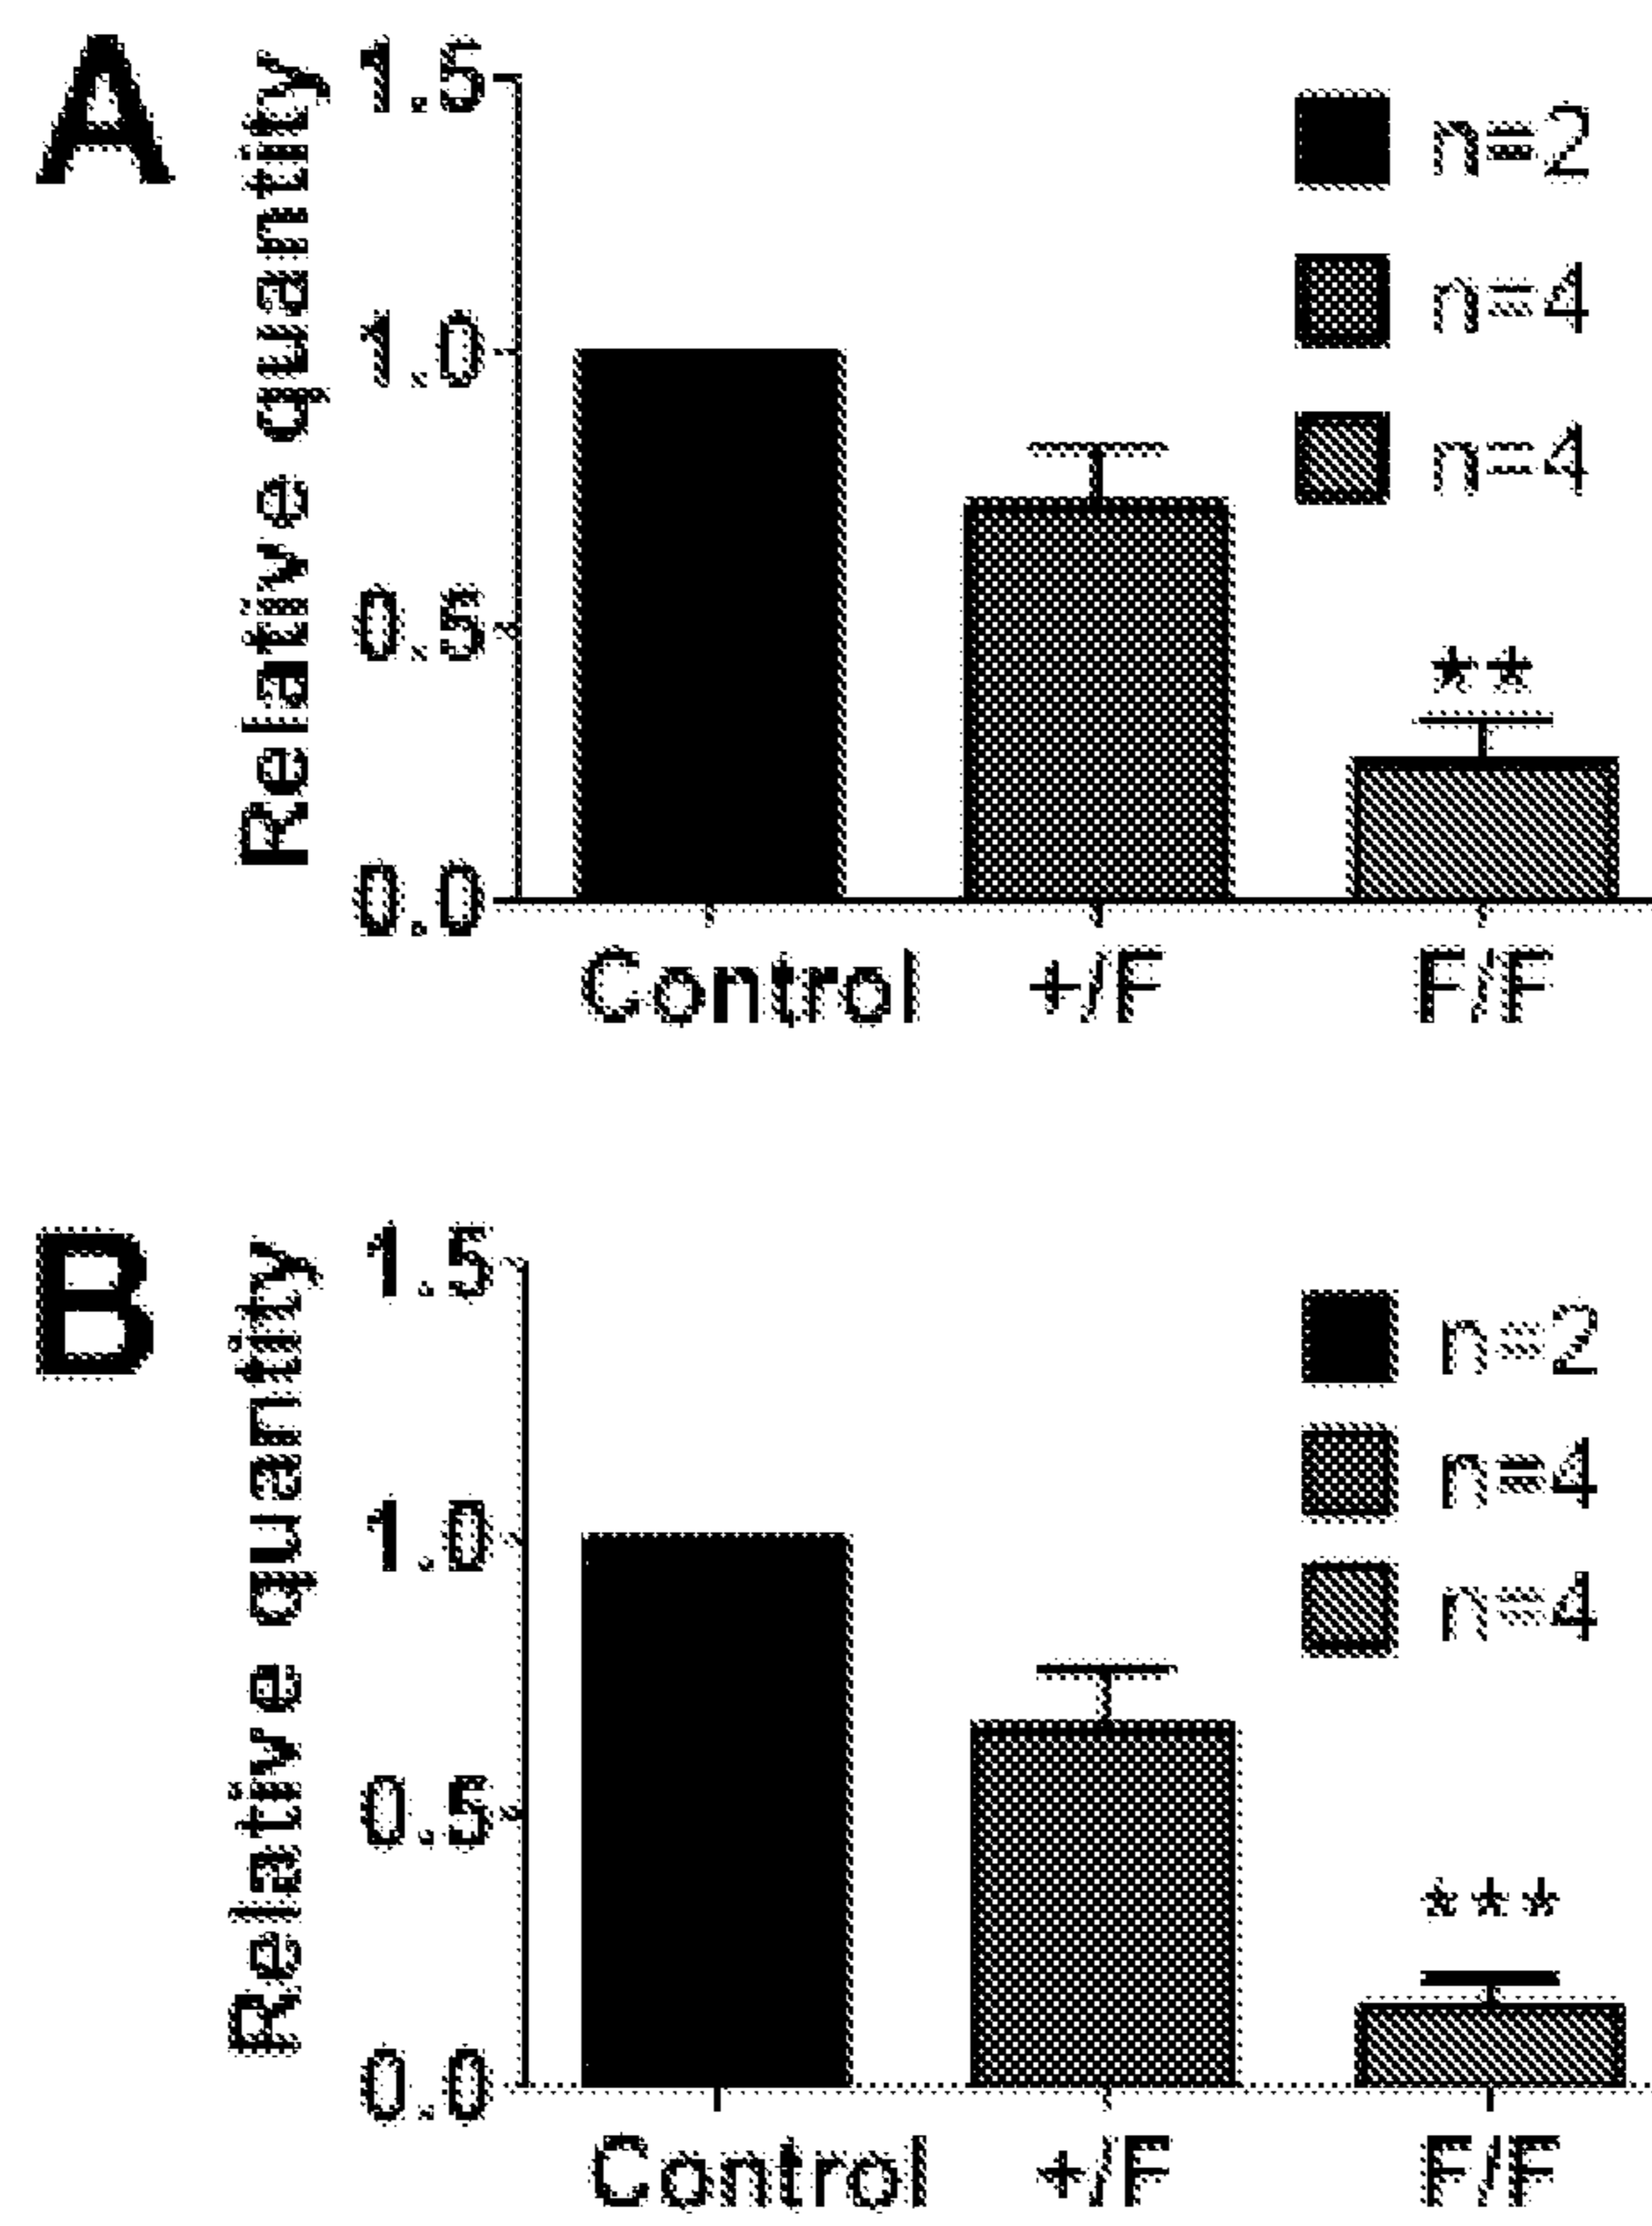 A
Relative quantity
1.5
1.0
0.5
0.0
n=2
n=4
n=4
**
Control +/F F/F
B
Relative quantity
1.5
1.0
0.5
0.0
n=2
n=4
n=4
***
Control +/F F/F